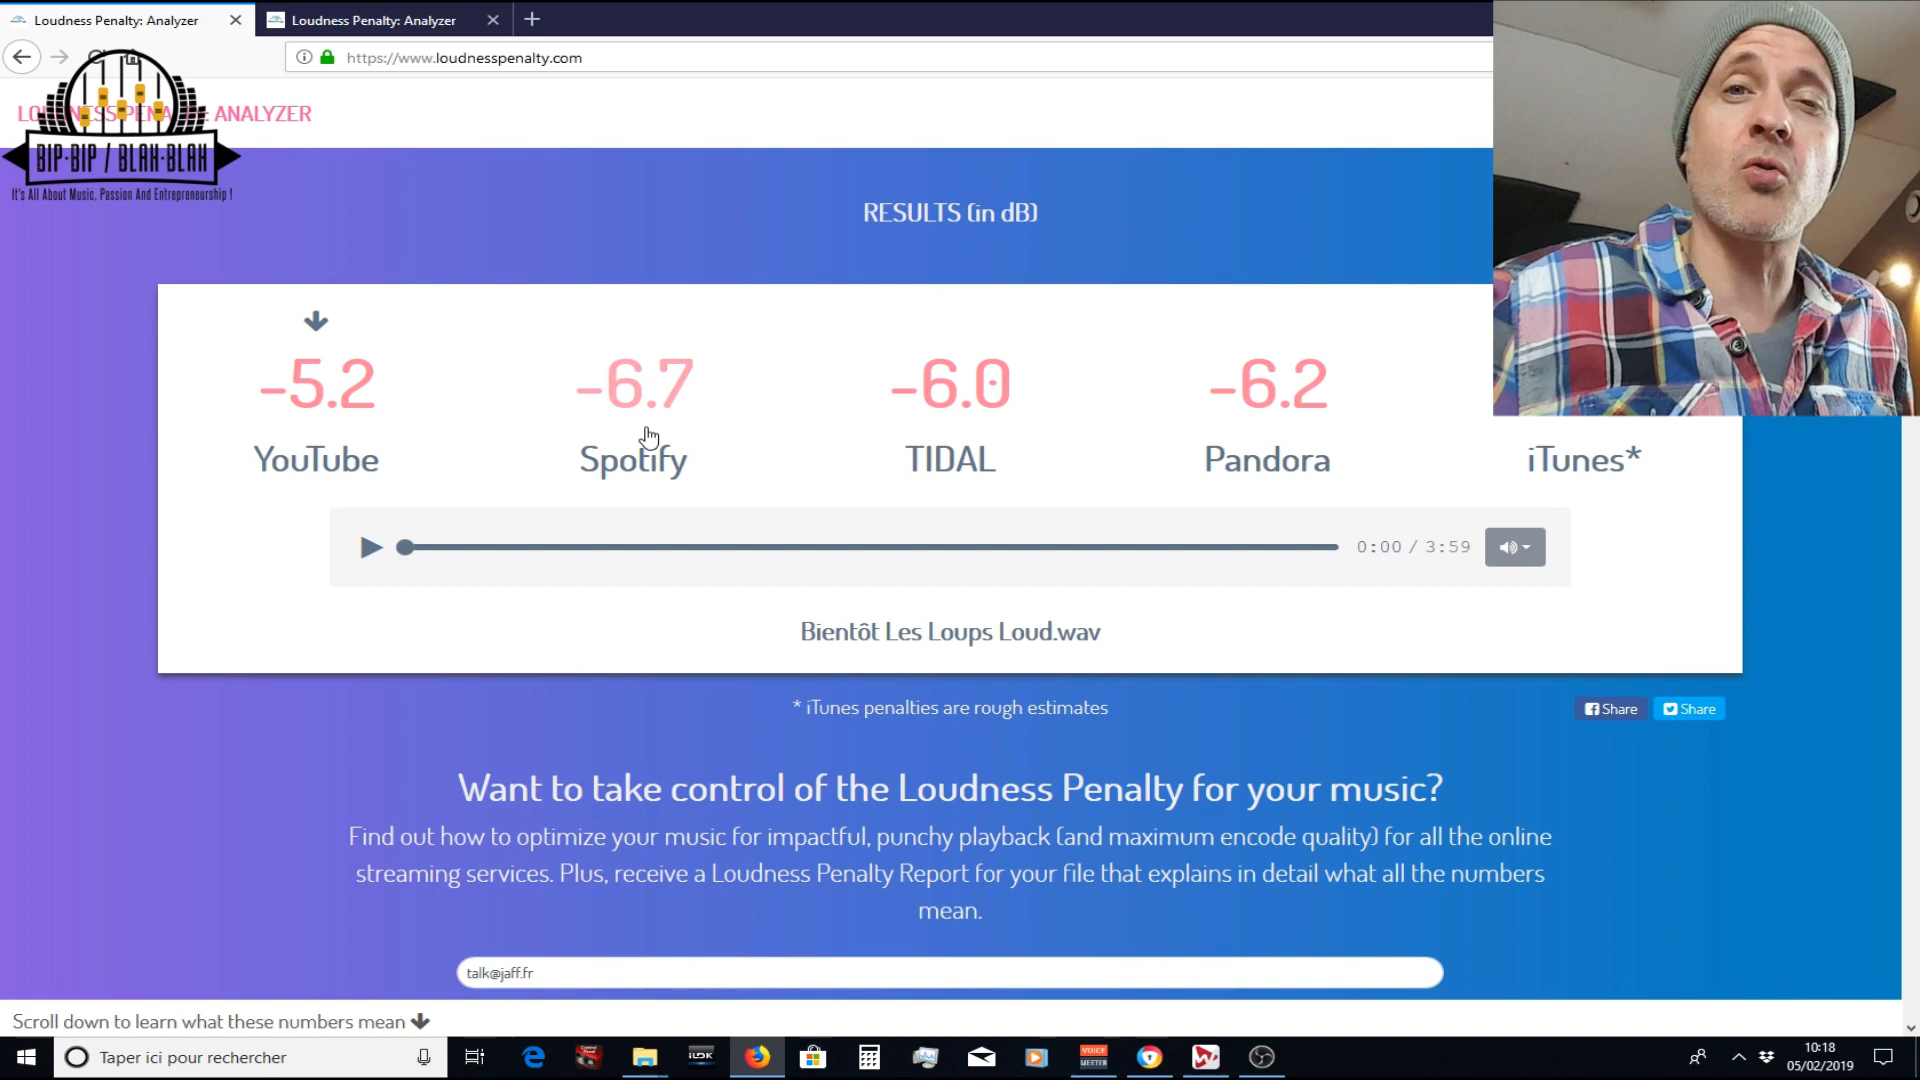 Loudness Penalty: Analyzer
Loudness Penalty: Analyzer
https://www.loudnesspenalty.com
LOUDNESS PENALTY: ANALYZER
BIP-BIP / BLAH-BLAH
It's All About Music, Passion And Entrepreneurship !
RESULTS (in dB)
-5.2 -6.7 -6.0 -6.2
YouTube Spotify TIDAL Pandora iTunes*
0:00 / 3:59
Bientôt Les Loups Loud.wav
* iTunes penalties are rough estimates
Share Share
Want to take control of the Loudness Penalty for your music?
Find out how to optimize your music for impactful, punchy playback (and maximum encode quality) for all the online
streaming services. Plus, receive a Loudness Penalty Report for your file that explains in detail what all the numbers
mean.
talk@jaff.fr
Scroll down to learn what these numbers mean
Taper ici pour rechercher
iLOK
VOICE
MEETER
10:18
05/02/2019